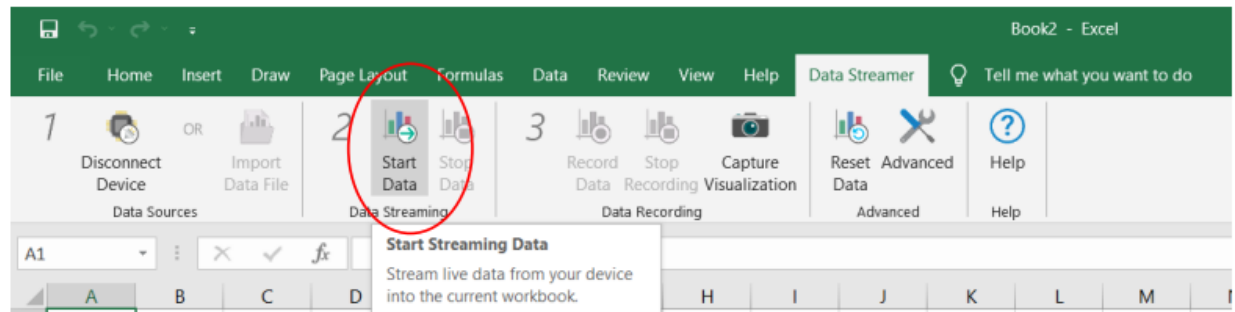 Book2 - Excel
File Home Insert Draw Page Layout Formulas Data Review View Help Data Streamer Tell me what you want to do
1 OR 2 3
Disconnect Import Start Stop Record Stop Capture Reset Advanced Help
Device Data File Data Data Data Recording Visualization Data
Data Sources Data Streaming Data Recording Advanced Help
A1 fx
Start Streaming Data
Stream live data from your device
into the current workbook.
A B C D H I J K L M